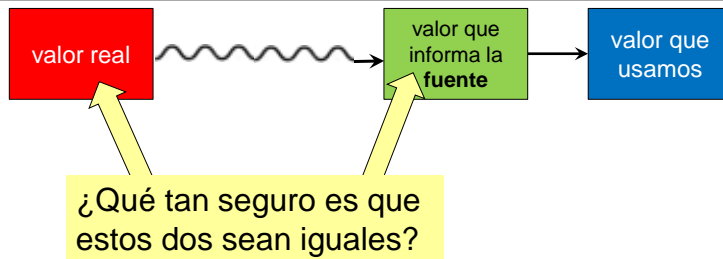 valor real
valor que
informa la
fuente
valor que
usamos
¿Qué tan seguro es que
estos dos sean iguales?